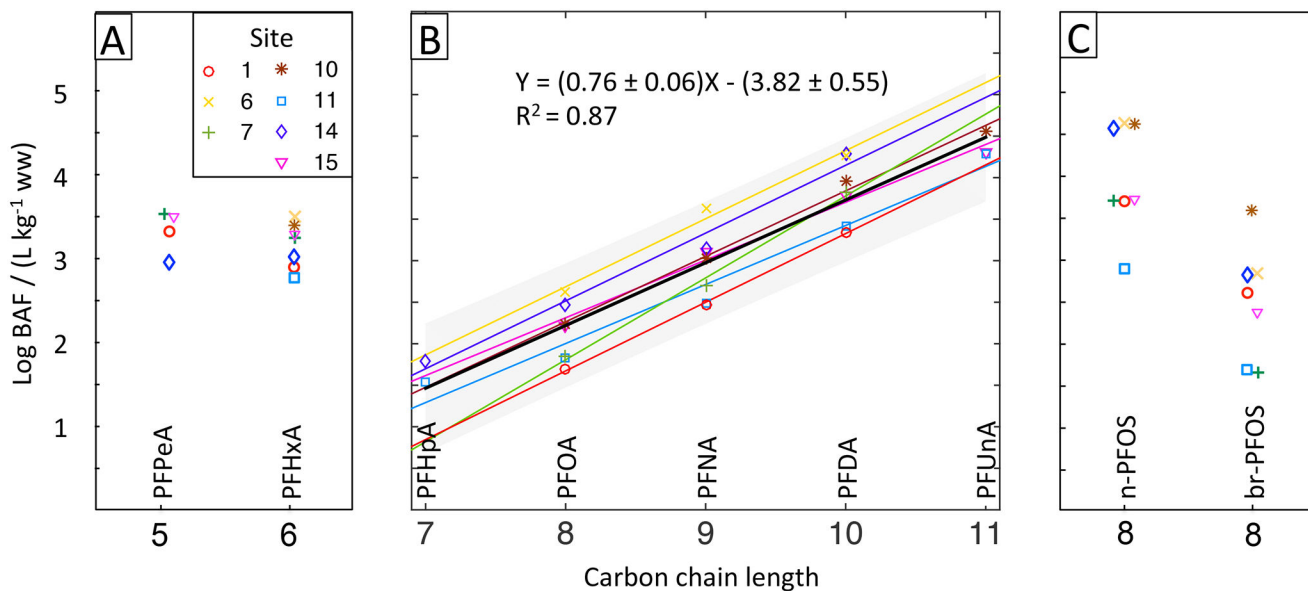 A
Site
1
10
6
11
7
14
15
B
Y = (0.76 ± 0.06)X - (3.82 ± 0.55)
R² = 0.87
C
Log BAF / (L kg⁻¹ ww)
5
4
3
2
1
PFPeA
PFHxA
PFHpA
PFOA
PFNA
PFDA
PFUnA
n-PFOS
br-PFOS
5
6
7
8
9
10
11
8
8
Carbon chain length